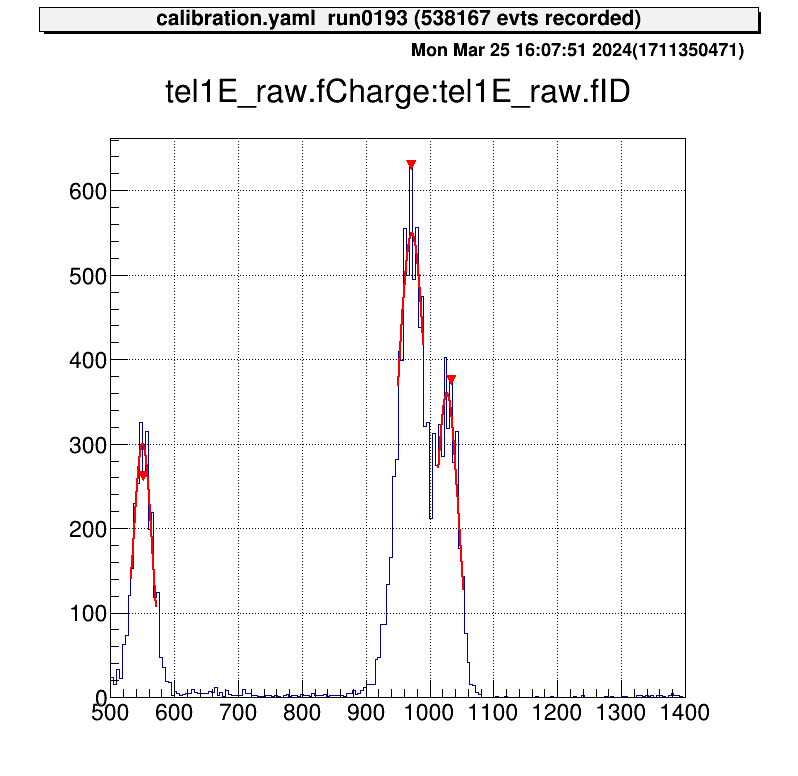 calibration.yaml run0193 (538167 evts recorded)
Mon Mar 25 16:07:51 2024(1711350471)
tel1E_raw.fCharge:tel1E_raw.fID
600
500
400
300
200
100
0
500 600 700 800 900 1000 1100 1200 1300 1400